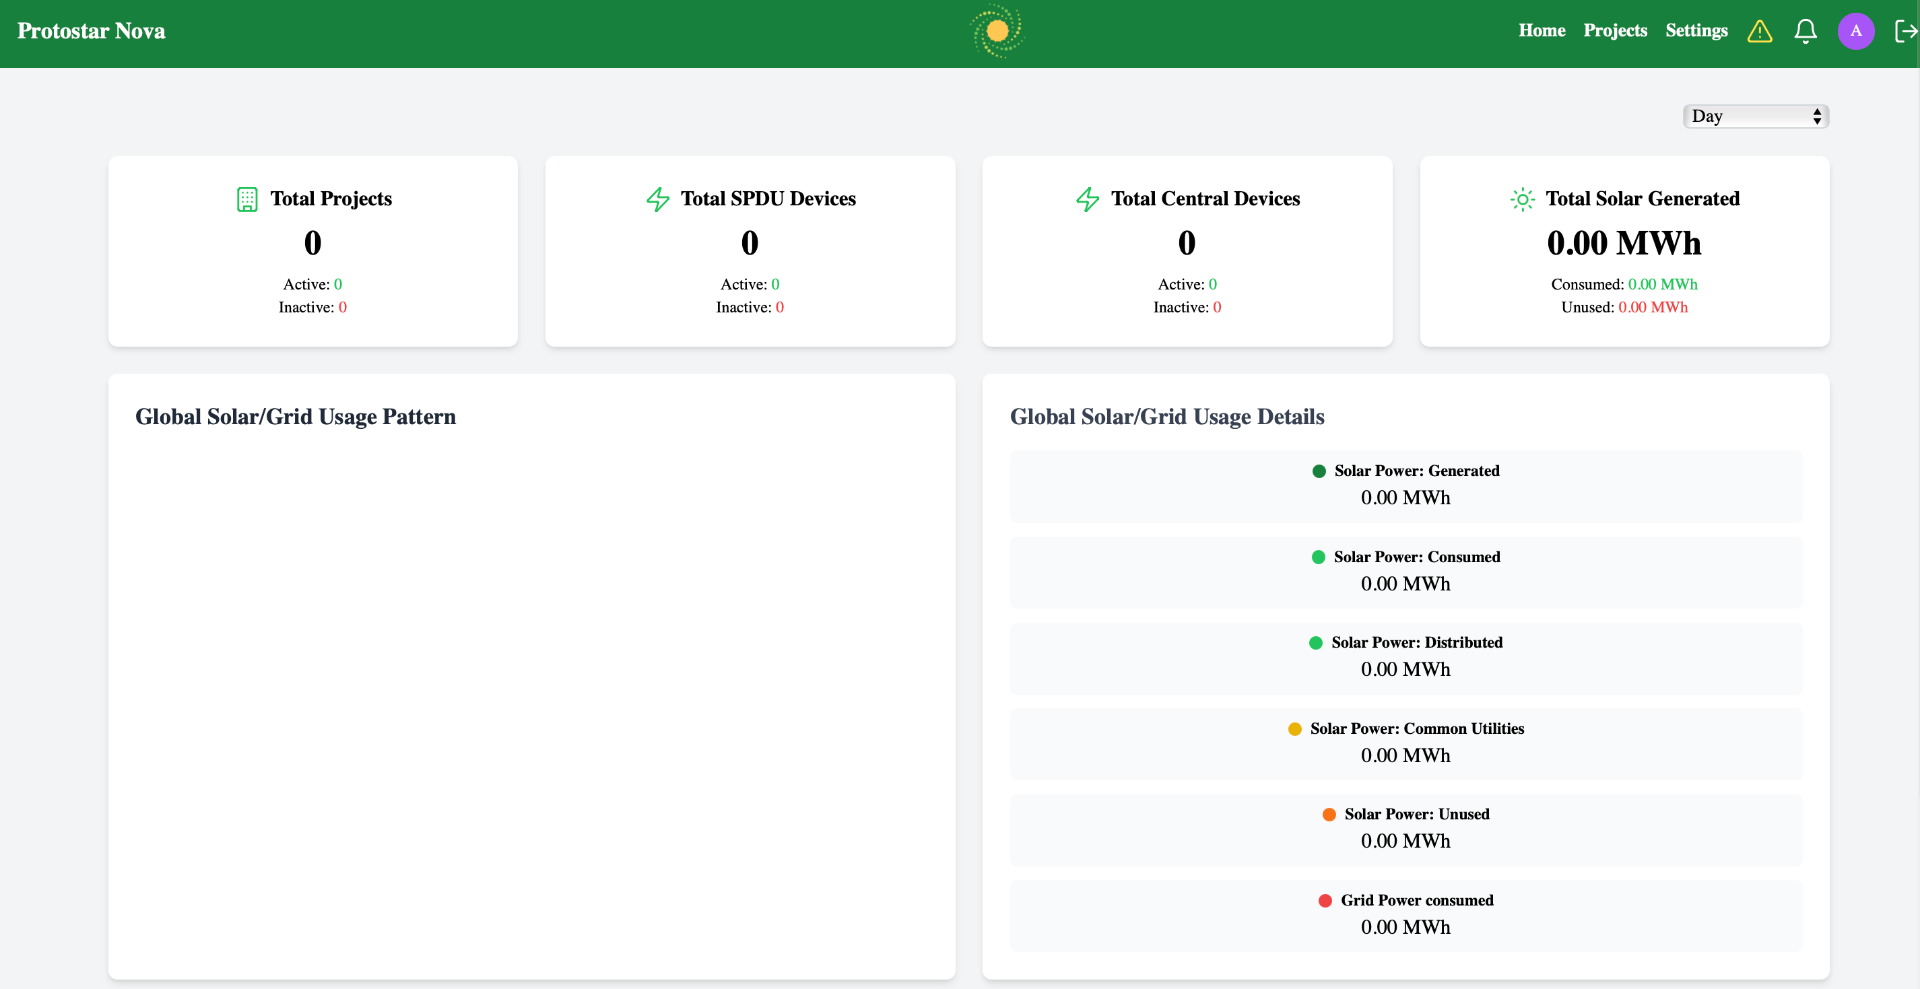 Protostar Nova
Home Projects Settings A
Day
Total Projects
0
Active: 0
Inactive: 0
Total SPDU Devices
0
Active: 0
Inactive: 0
Total Central Devices
0
Active: 0
Inactive: 0
Total Solar Generated
0.00 MWh
Consumed: 0.00 MWh
Unused: 0.00 MWh
Global Solar/Grid Usage Pattern
Global Solar/Grid Usage Details
Solar Power: Generated
0.00 MWh
Solar Power: Consumed
0.00 MWh
Solar Power: Distributed
0.00 MWh
Solar Power: Common Utilities
0.00 MWh
Solar Power: Unused
0.00 MWh
Grid Power consumed
0.00 MWh